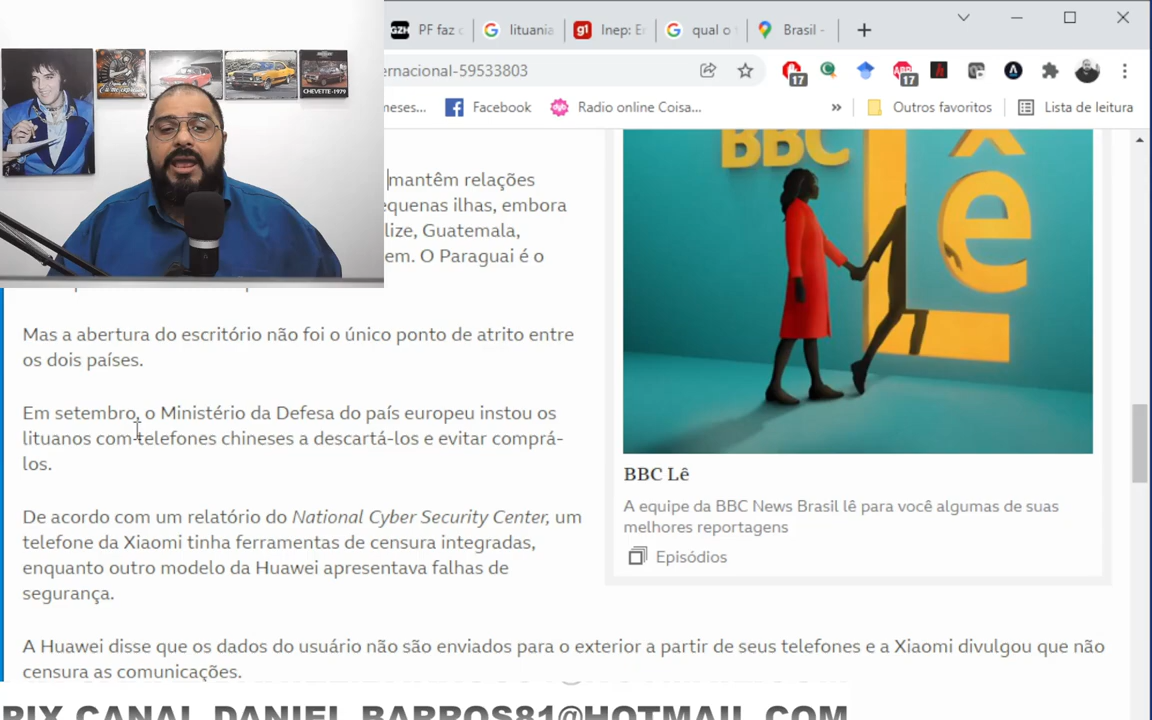 CHEVETTE-1979
GZH PF faz c
lituania
g1 Inep: Er
qual o
Brasil -
ernacional-59533803
17
17
neses...
Facebook
Radio online Coisa...
»
Outros favoritos
Lista de leitura
mantêm relações
equenas ilhas, embora
lize, Guatemala,
em. O Paraguai é o
Mas a abertura do escritório não foi o único ponto de atrito entre
os dois países.
Em setembro, o Ministério da Defesa do país europeu instou os
lituanos com telefones chineses a descartá-los e evitar comprá-
los.
De acordo com um relatório do National Cyber Security Center, um
telefone da Xiaomi tinha ferramentas de censura integradas,
enquanto outro modelo da Huawei apresentava falhas de
segurança.
BBC
Lê
BBC Lê
A equipe da BBC News Brasil lê para você algumas de suas
melhores reportagens
Episódios
A Huawei disse que os dados do usuário não são enviados para o exterior a partir de seus telefones e a Xiaomi divulgou que não
censura as comunicações.
PIX CANAL DANIEL_BARROS81@HOTMAIL.COM